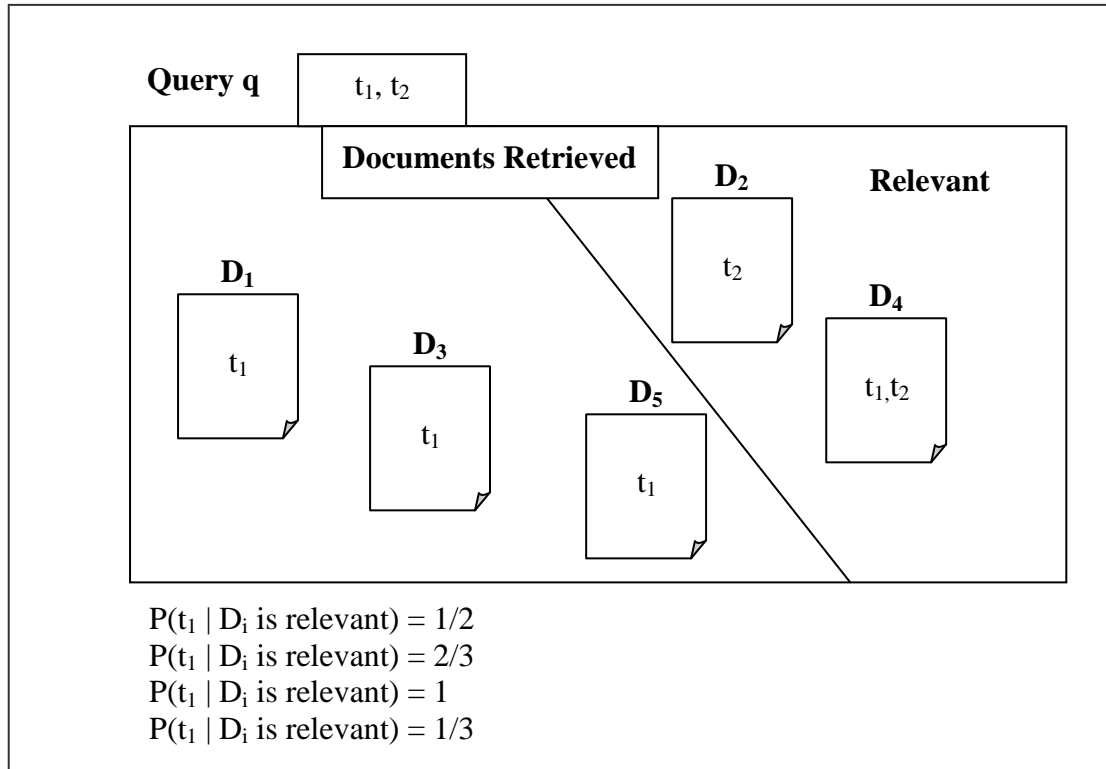 Query q
t₁, t₂
Documents Retrieved
D₂
Relevant
t₂
D₁
t₁
D₄
t₁,t₂
D₃
t₁
D₅
t₁
P(t₁ | Dᵢ is relevant) = 1/2
P(t₁ | Dᵢ is relevant) = 2/3
P(t₁ | Dᵢ is relevant) = 1
P(t₁ | Dᵢ is relevant) = 1/3